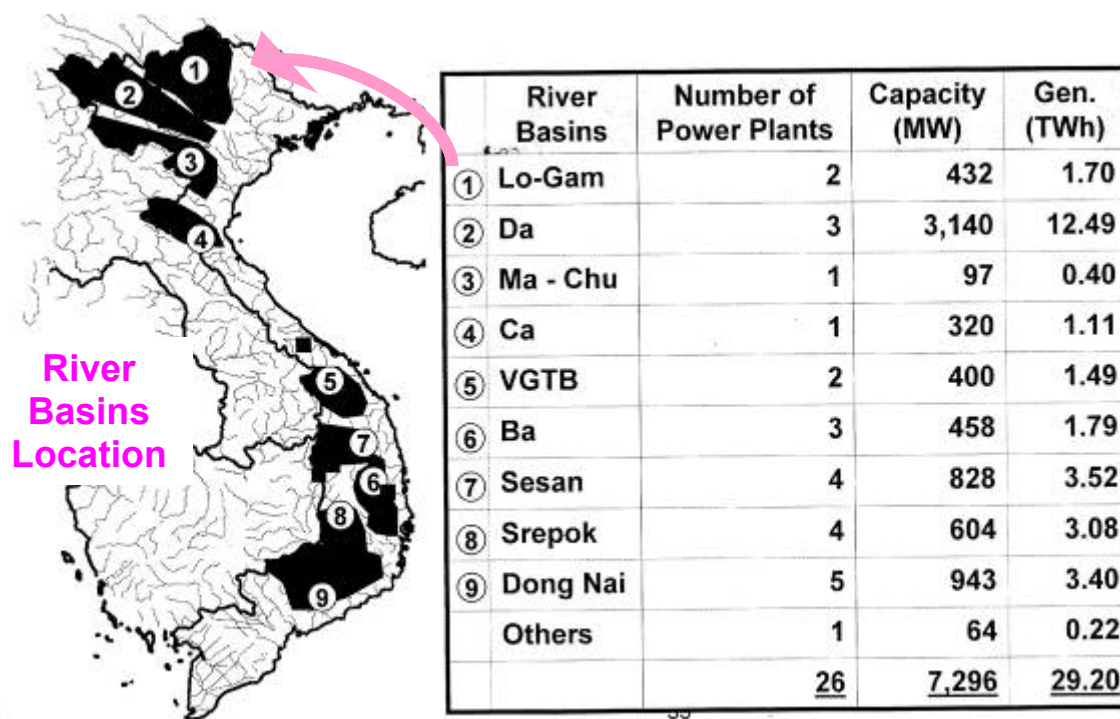 1
2
3
4
5
7
6
8
9
River
Basins
Location
River Basins Number of Power Plants Capacity (MW) Gen. (TWh)
1 Lo-Gam 2 432 1.70
2 Da 3 3,140 12.49
3 Ma - Chu 1 97 0.40
4 Ca 1 320 1.11
5 VGTB 2 400 1.49
6 Ba 3 458 1.79
7 Sesan 4 828 3.52
8 Srepok 4 604 3.08
9 Dong Nai 5 943 3.40
Others 1 64 0.22
26 7,296 29.20